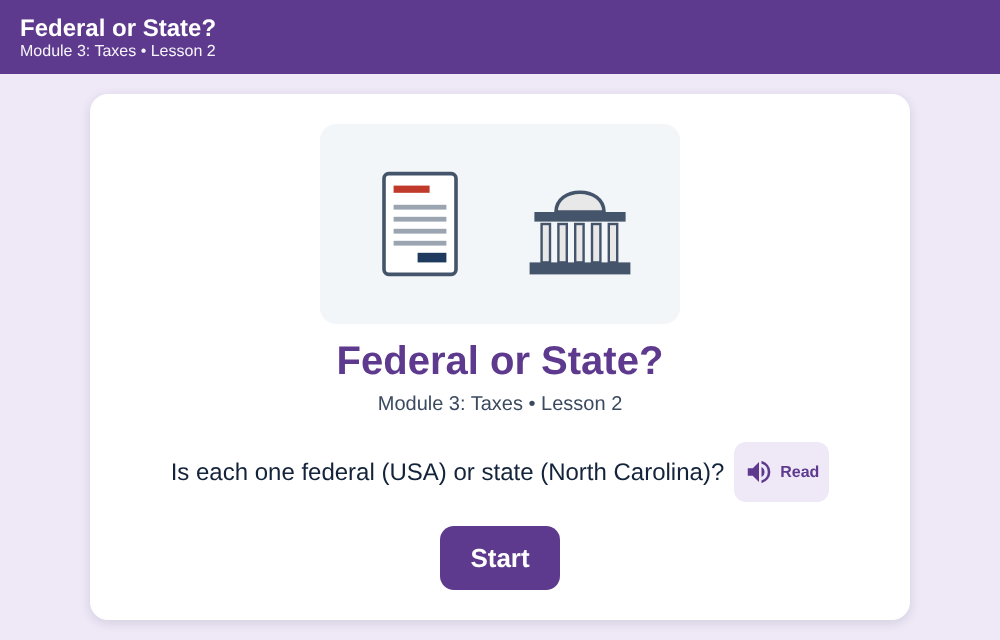 Federal or State?
Module 3: Taxes • Lesson 2
Federal or State?
Module 3: Taxes • Lesson 2
Is each one federal (USA) or state (North Carolina)? Read
Start